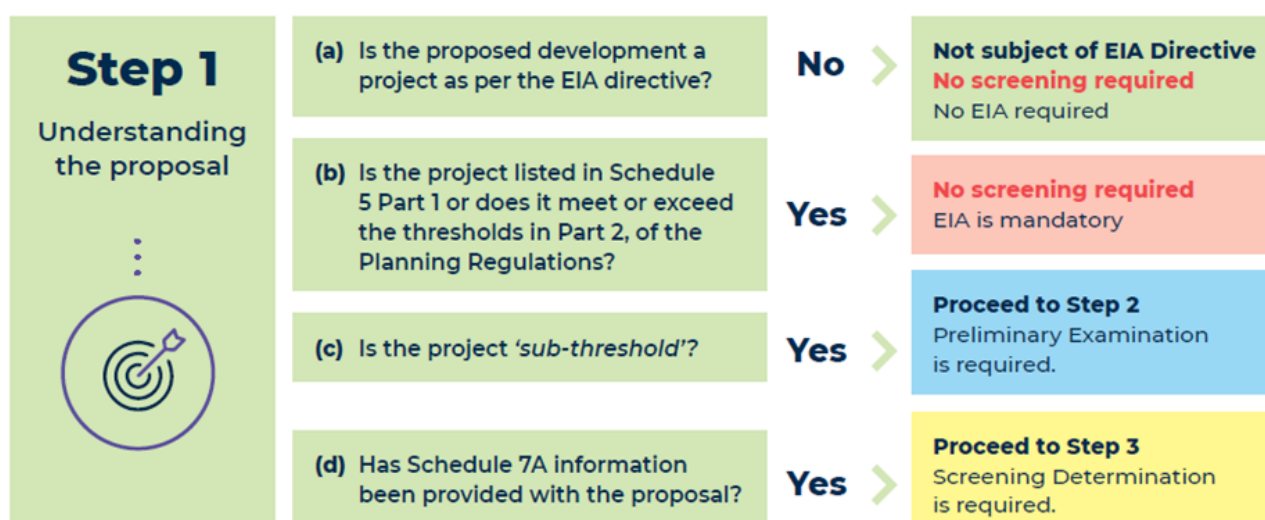 Step 1
Understanding
the proposal
(a) Is the proposed development a
project as per the EIA directive?
No
Not subject of EIA Directive
No screening required
No EIA required
(b) Is the project listed in Schedule
5 Part 1 or does it meet or exceed
the thresholds in Part 2, of the
Planning Regulations?
Yes
No screening required
EIA is mandatory
(c) Is the project ‘sub-threshold’?
Yes
Proceed to Step 2
Preliminary Examination
is required.
(d) Has Schedule 7A information
been provided with the proposal?
Yes
Proceed to Step 3
Screening Determination
is required.